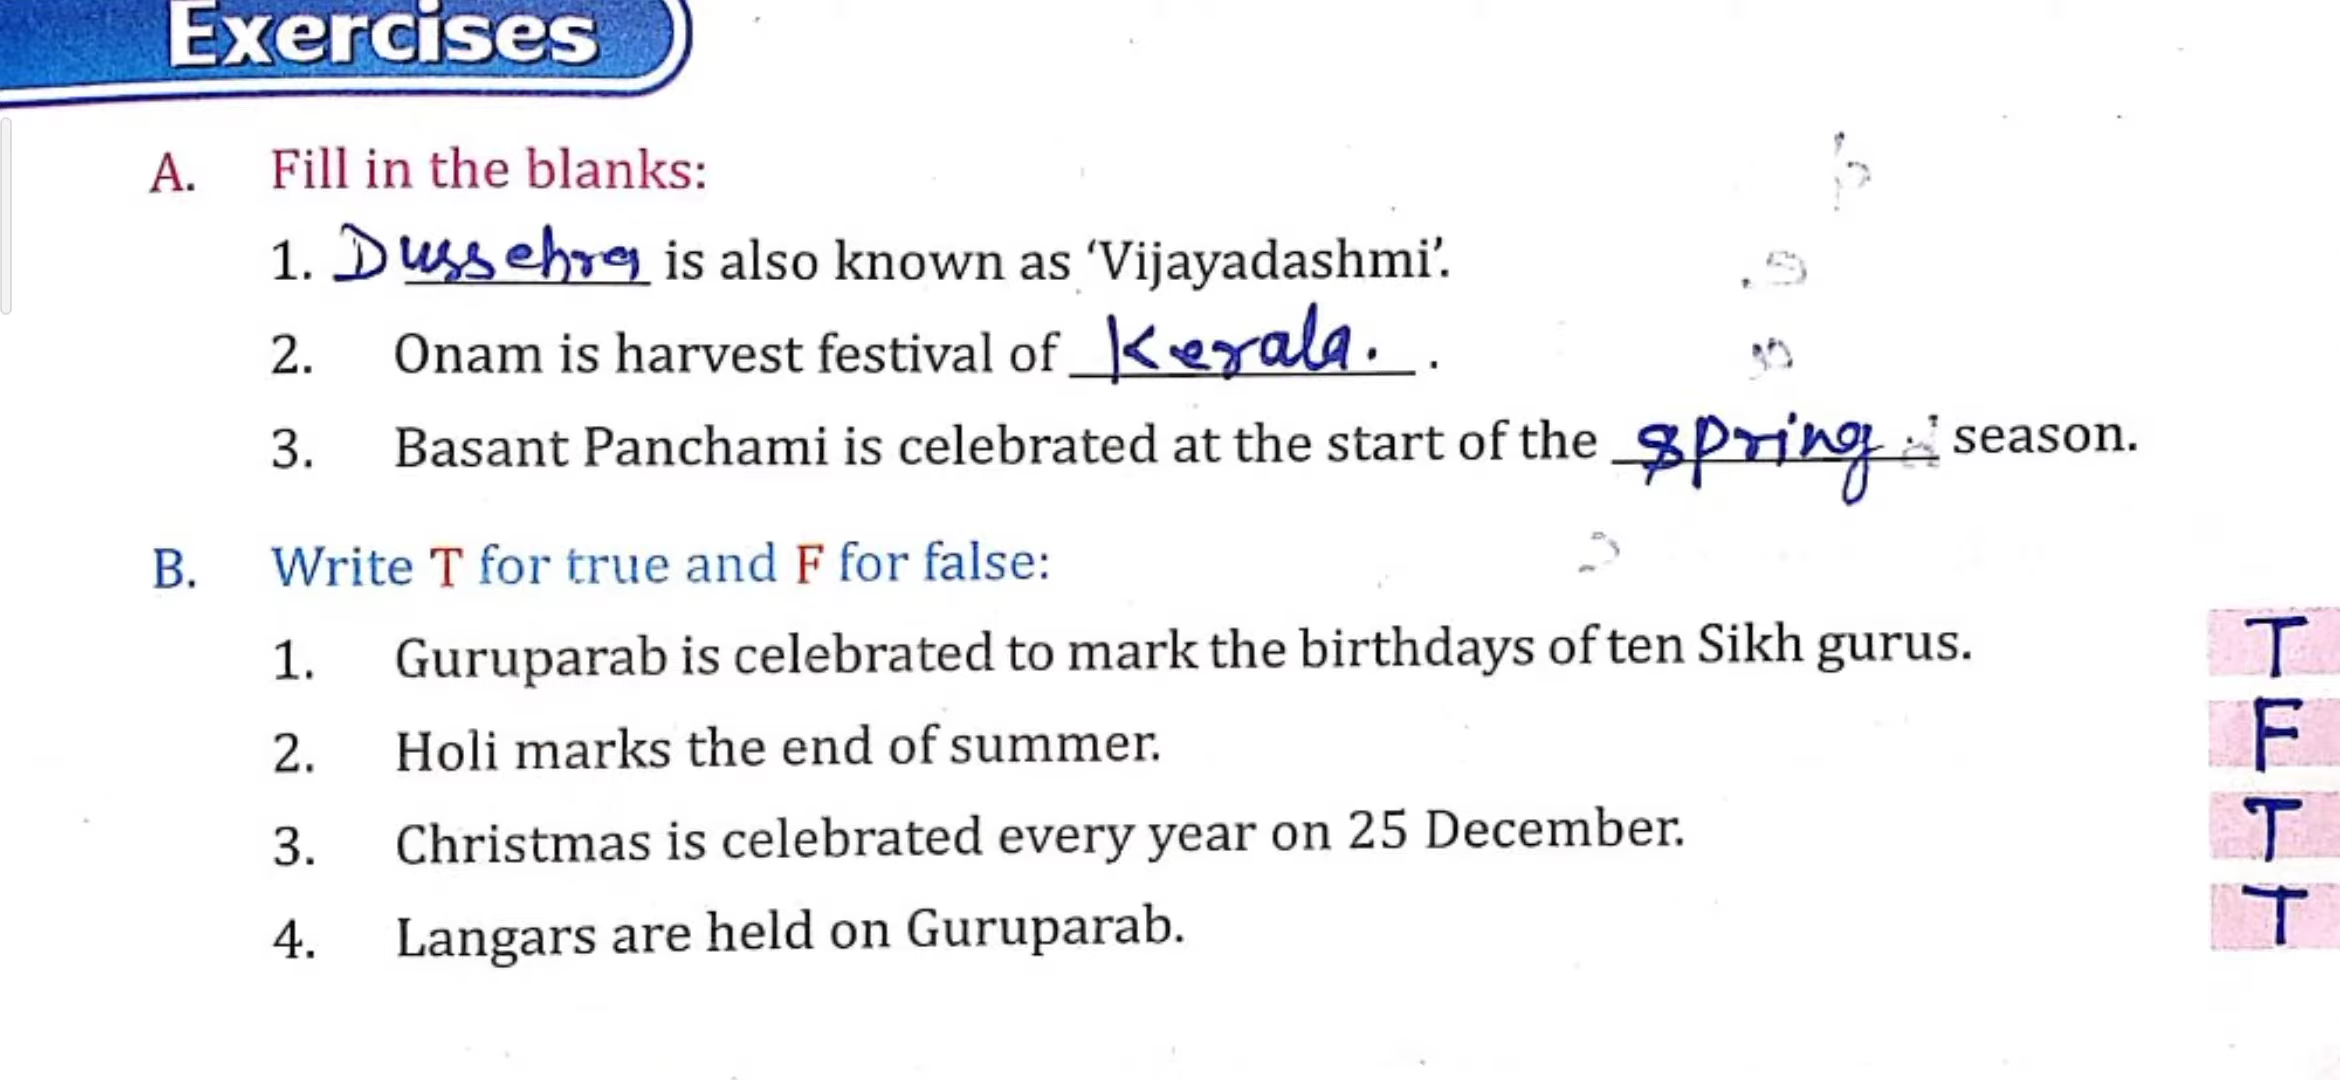 Exercises
A. Fill in the blanks:
1. Dussehra is also known as ‘Vijayadashmi’.
2. Onam is harvest festival of Kerala. .
3. Basant Panchami is celebrated at the start of the spring season.
B. Write T for true and F for false:
1. Guruparab is celebrated to mark the birthdays of ten Sikh gurus. T
2. Holi marks the end of summer. F
3. Christmas is celebrated every year on 25 December. T
4. Langars are held on Guruparab. T